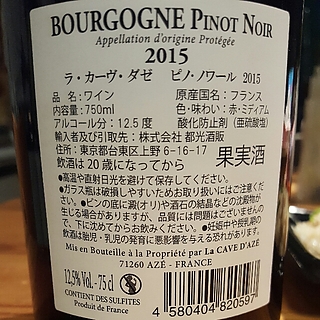 BOURGOGNE PINOT NOIR
Appellation d'origine Protégée
2015
ラ・カーヴ・ダゼ ピノ・ノワール 2015
品名:ワイン 原産国名:フランス
内容量:750ml 色・味わい:赤・ミディアム
アルコール分:12.5度 酸化防止剤(亜硫酸塩)
輸入者及び引取先:株式会社 都光酒販
住所:東京都台東区上野6-16-17
飲酒は20歳になってから 果実酒
●高温や直射日光を避けて保存してください。
●ガラス瓶は破損しやすいためお取り扱いにはご注意
ください。●ビンの底に澱(オリ)や酒石の結晶などの沈殿物が
生じる場合がありますが、品質には問題はございませんの
で、下に沈めてからお飲みください。●妊娠中や授乳期の
飲酒は胎児・乳児の発育に悪影響を与える恐れがあります。
Mis en Bouteille à la Propriété par La CAVE D'AZÉ
71260 AZÉ - FRANCE
12.5% Vol. - 75 cl
CONTIENT DES SULFITES
Produit de France
4 580404 820597